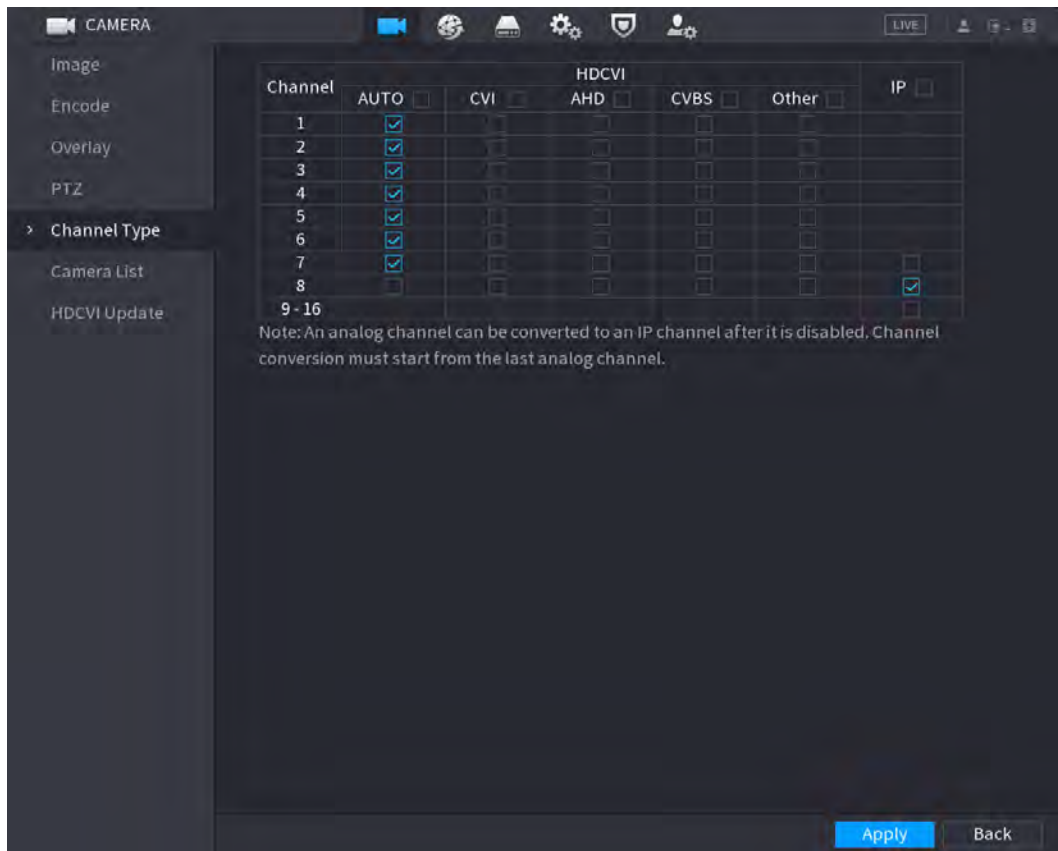 CAMERA
LIVE
Image
Encode
Overlay
PTZ
Channel Type
Camera List
HDCVI Update
Channel HDCVI IP
AUTO CVI AHD CVBS Other
1
2
3
4
5
6
7
8
9 - 16
Note: An analog channel can be converted to an IP channel after it is disabled. Channel
conversion must start from the last analog channel.
Apply Back